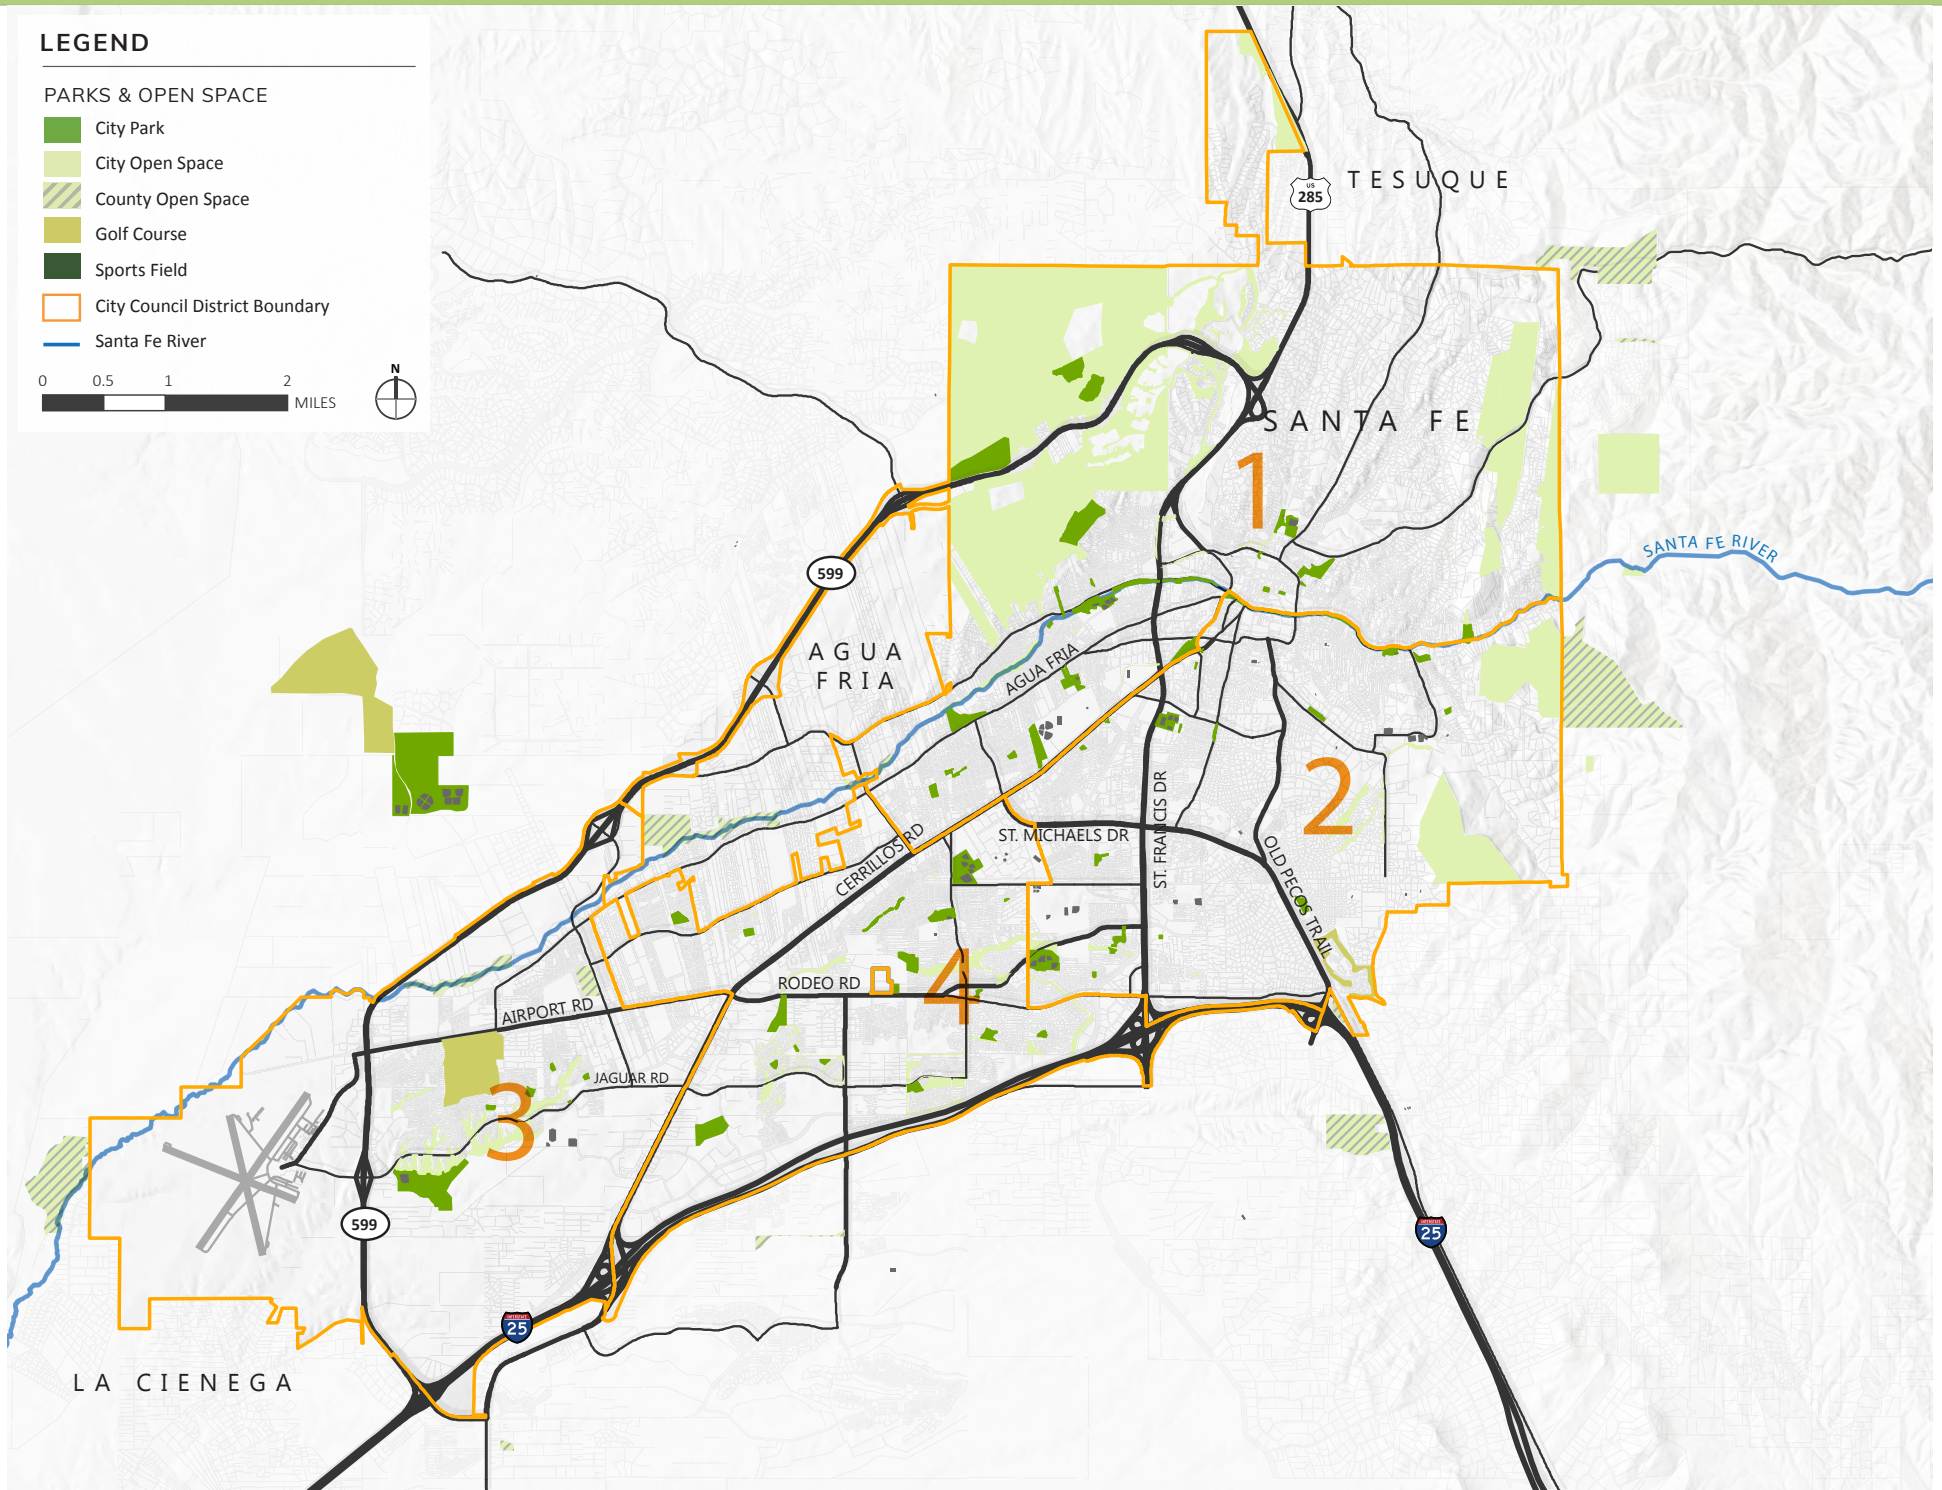 LEGEND
PARKS & OPEN SPACE
City Park
City Open Space
County Open Space
Golf Course
Sports Field
City Council District Boundary
Santa Fe River
0 0.5 1 2
MILES
N
US
285
TESUQUE
SANTA FE
1
SANTA FE RIVER
599
AGUA
FRIA
AGUA FRIA
2
ST. FRANCIS DR
ST. MICHAELS DR
CERRILLOS RD
OLD PECOS TRAIL
4
RODEO RD
AIRPORT RD
JAGUAR RD
3
599
INTERSTATE
25
INTERSTATE
25
LA CIENEGA